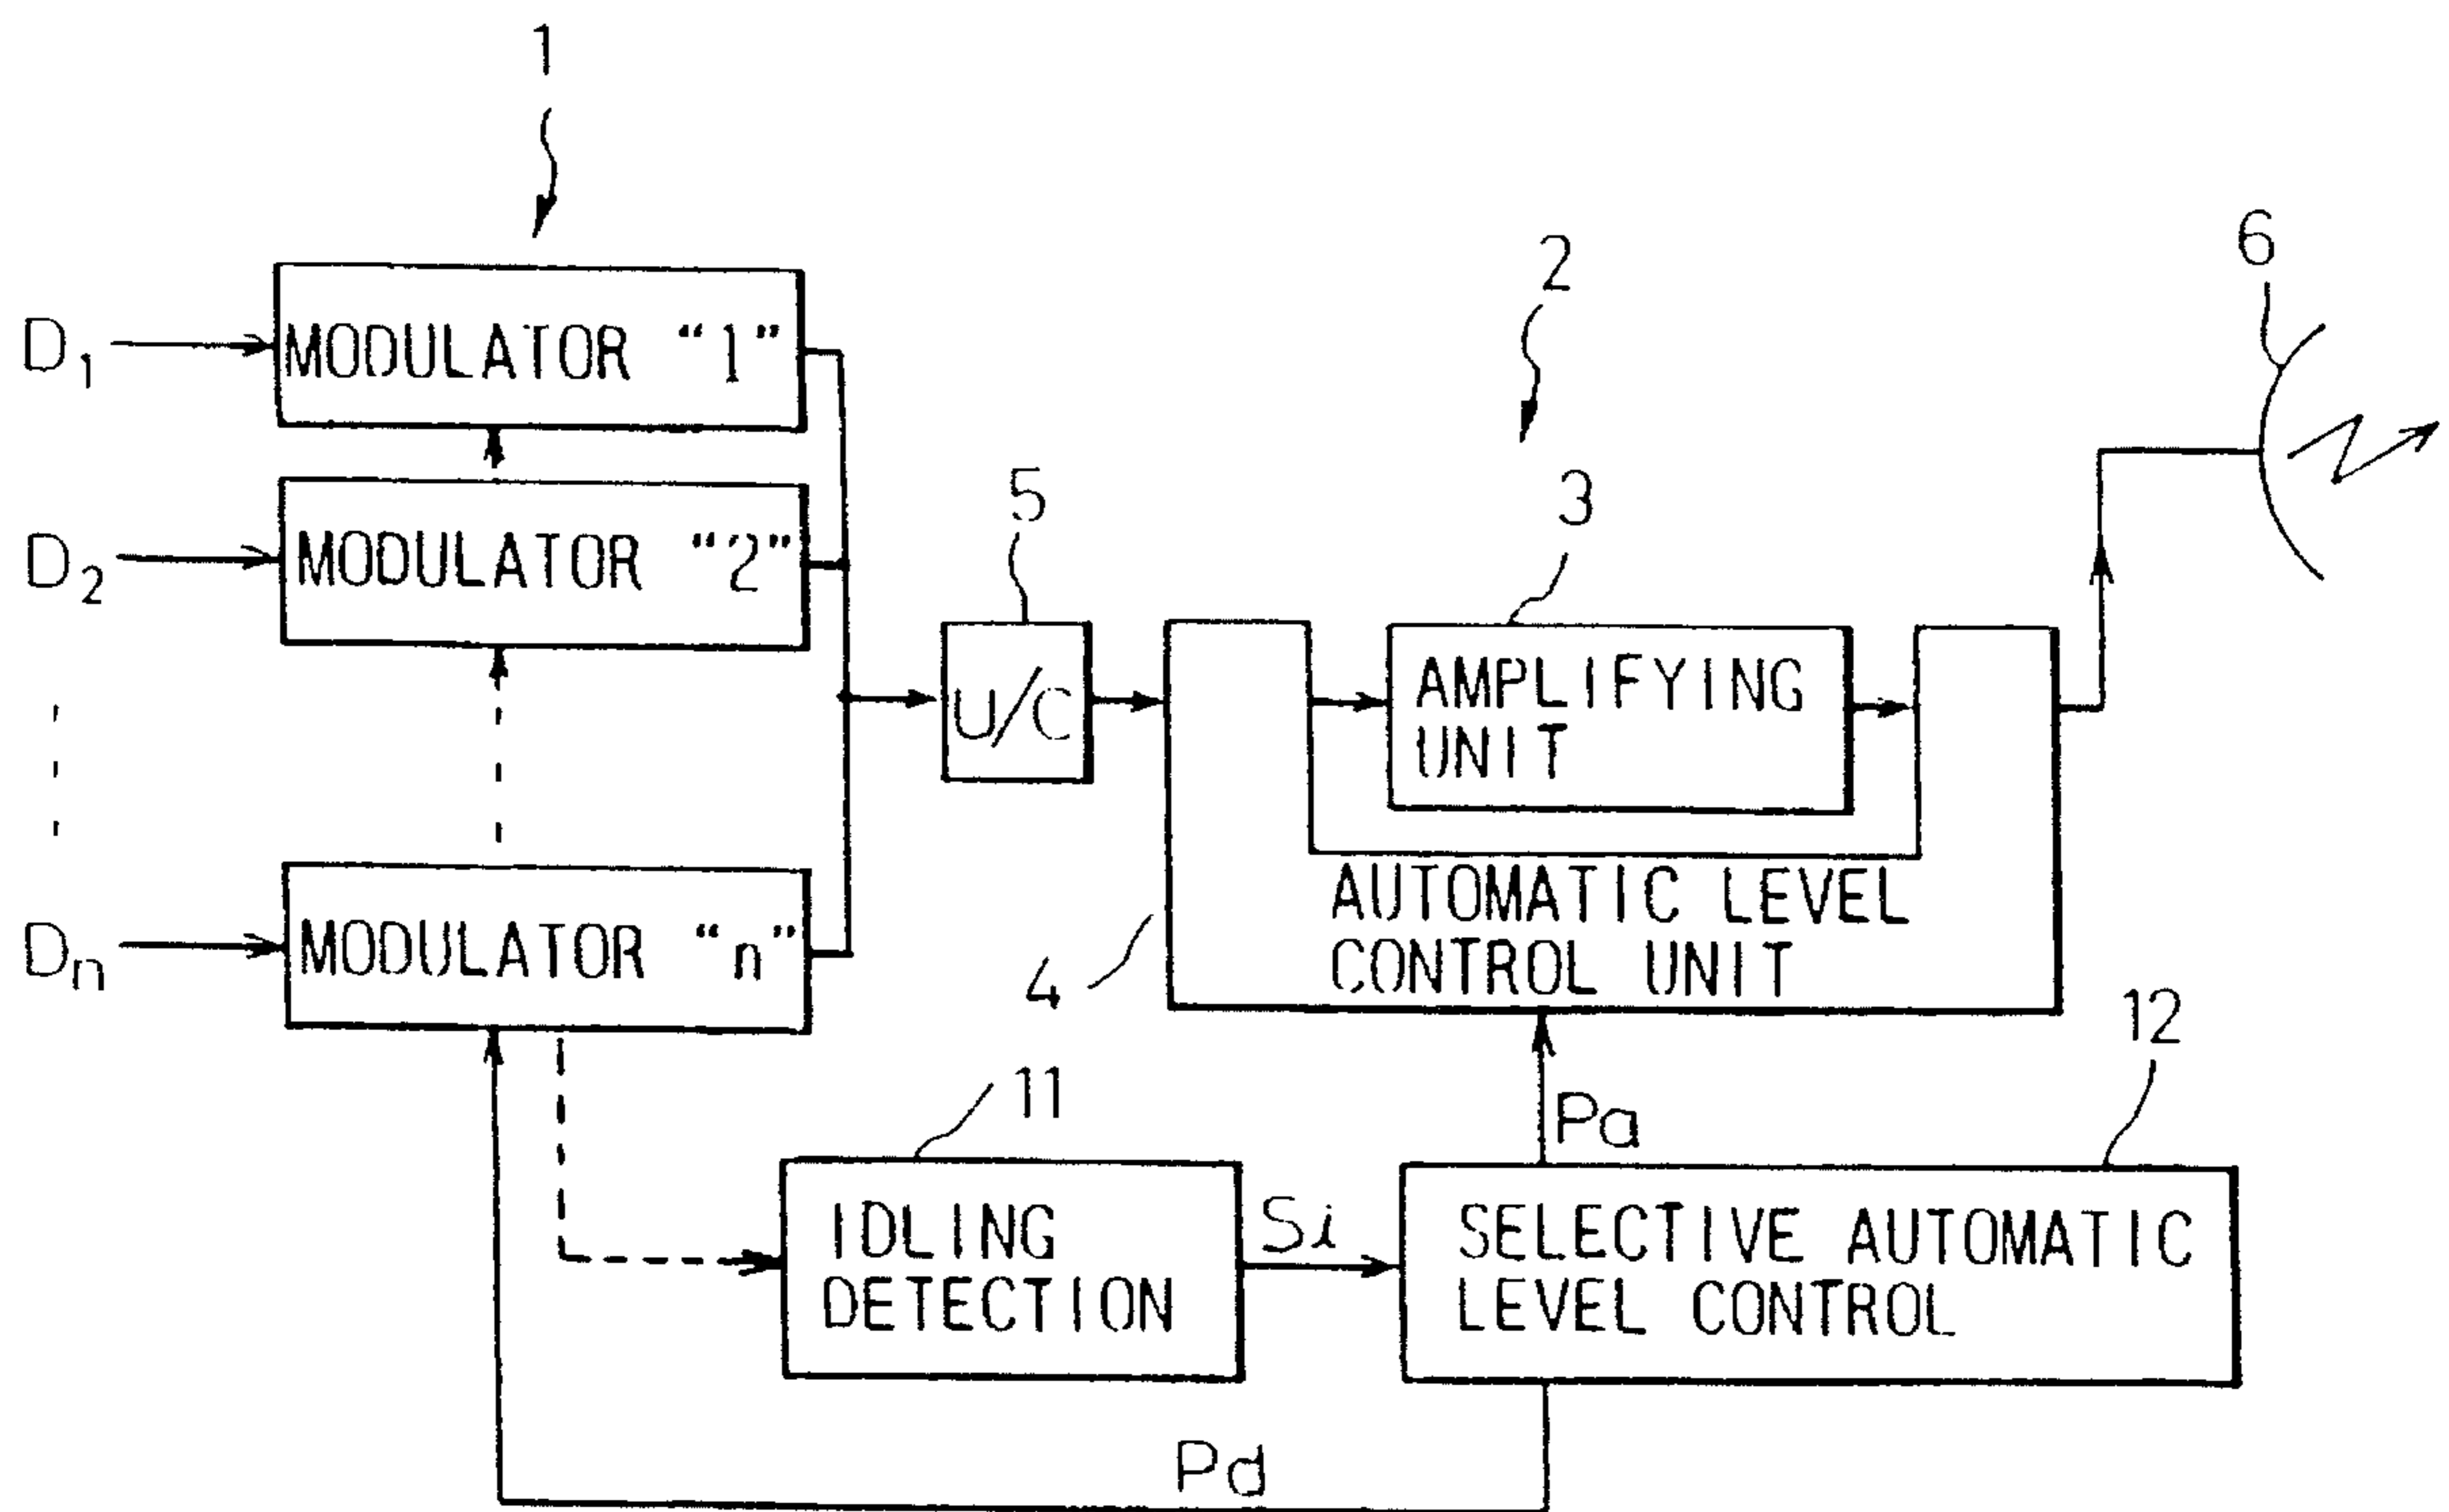 1
D1 MODULATOR “1”
2
6
D2 MODULATOR “2”
5
3
U/C
AMPLIFYING
UNIT
Dn MODULATOR “n”
4
AUTOMATIC LEVEL
CONTROL UNIT
11
Pa
12
IDLING
DETECTION
Si
SELECTIVE AUTOMATIC
LEVEL CONTROL
Pd